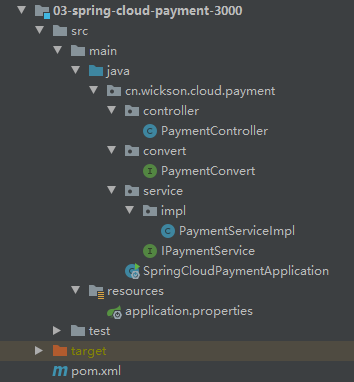 03-spring-cloud-payment-3000
src
main
java
cn.wickson.cloud.payment
controller
C PaymentController
convert
I PaymentConvert
service
impl
C PaymentServiceImpl
I IPaymentService
SpringCloudPaymentApplication
resources
application.properties
test
target
m pom.xml